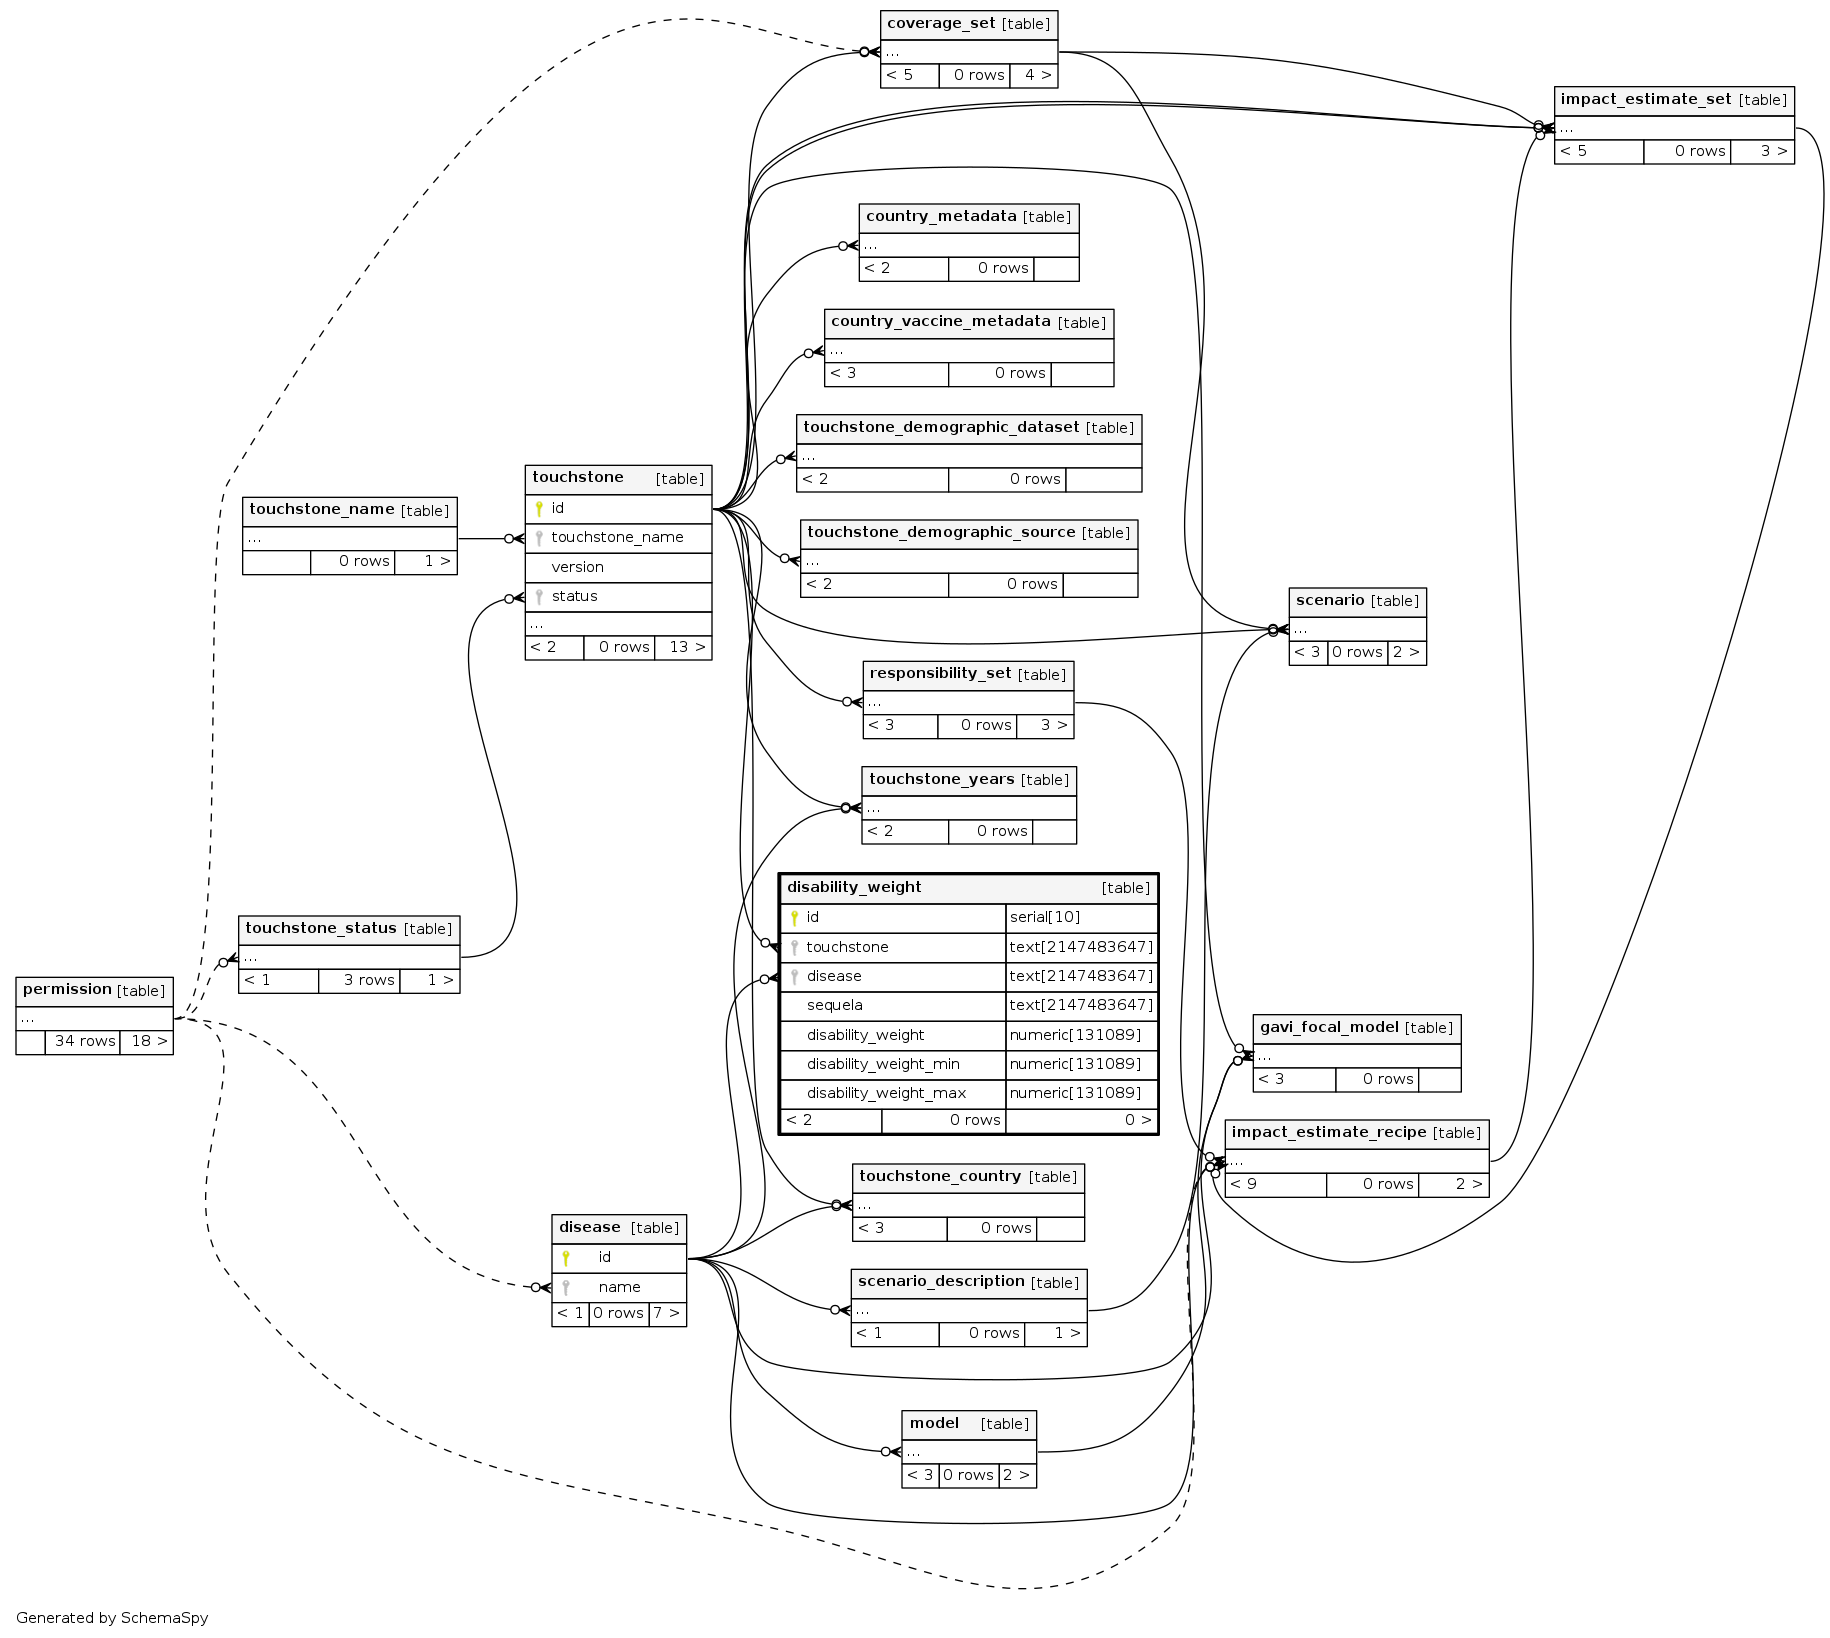 coverage_set [table]
...
< 5 0 rows 4 >
impact_estimate_set [table]
...
< 5 0 rows 3 >
country_metadata [table]
...
< 2 0 rows
country_vaccine_metadata [table]
...
< 3 0 rows
touchstone_demographic_dataset [table]
...
< 2 0 rows
touchstone [table]
id
touchstone_name
version
status
...
< 2 0 rows 13 >
touchstone_name [table]
...
0 rows 1 >
touchstone_demographic_source [table]
...
< 2 0 rows
scenario [table]
...
< 3 0 rows 2 >
responsibility_set [table]
...
< 3 0 rows 3 >
touchstone_years [table]
...
< 2 0 rows
disability_weight [table]
id serial[10]
touchstone text[2147483647]
disease text[2147483647]
sequela text[2147483647]
disability_weight numeric[131089]
disability_weight_min numeric[131089]
disability_weight_max numeric[131089]
< 2 0 rows 0 >
touchstone_status [table]
...
< 1 3 rows 1 >
permission [table]
...
34 rows 18 >
gavi_focal_model [table]
...
< 3 0 rows
impact_estimate_recipe [table]
...
< 9 0 rows 2 >
touchstone_country [table]
...
< 3 0 rows
disease [table]
id
name
< 1 0 rows 7 >
scenario_description [table]
...
< 1 0 rows 1 >
model [table]
...
< 3 0 rows 2 >
Generated by SchemaSpy